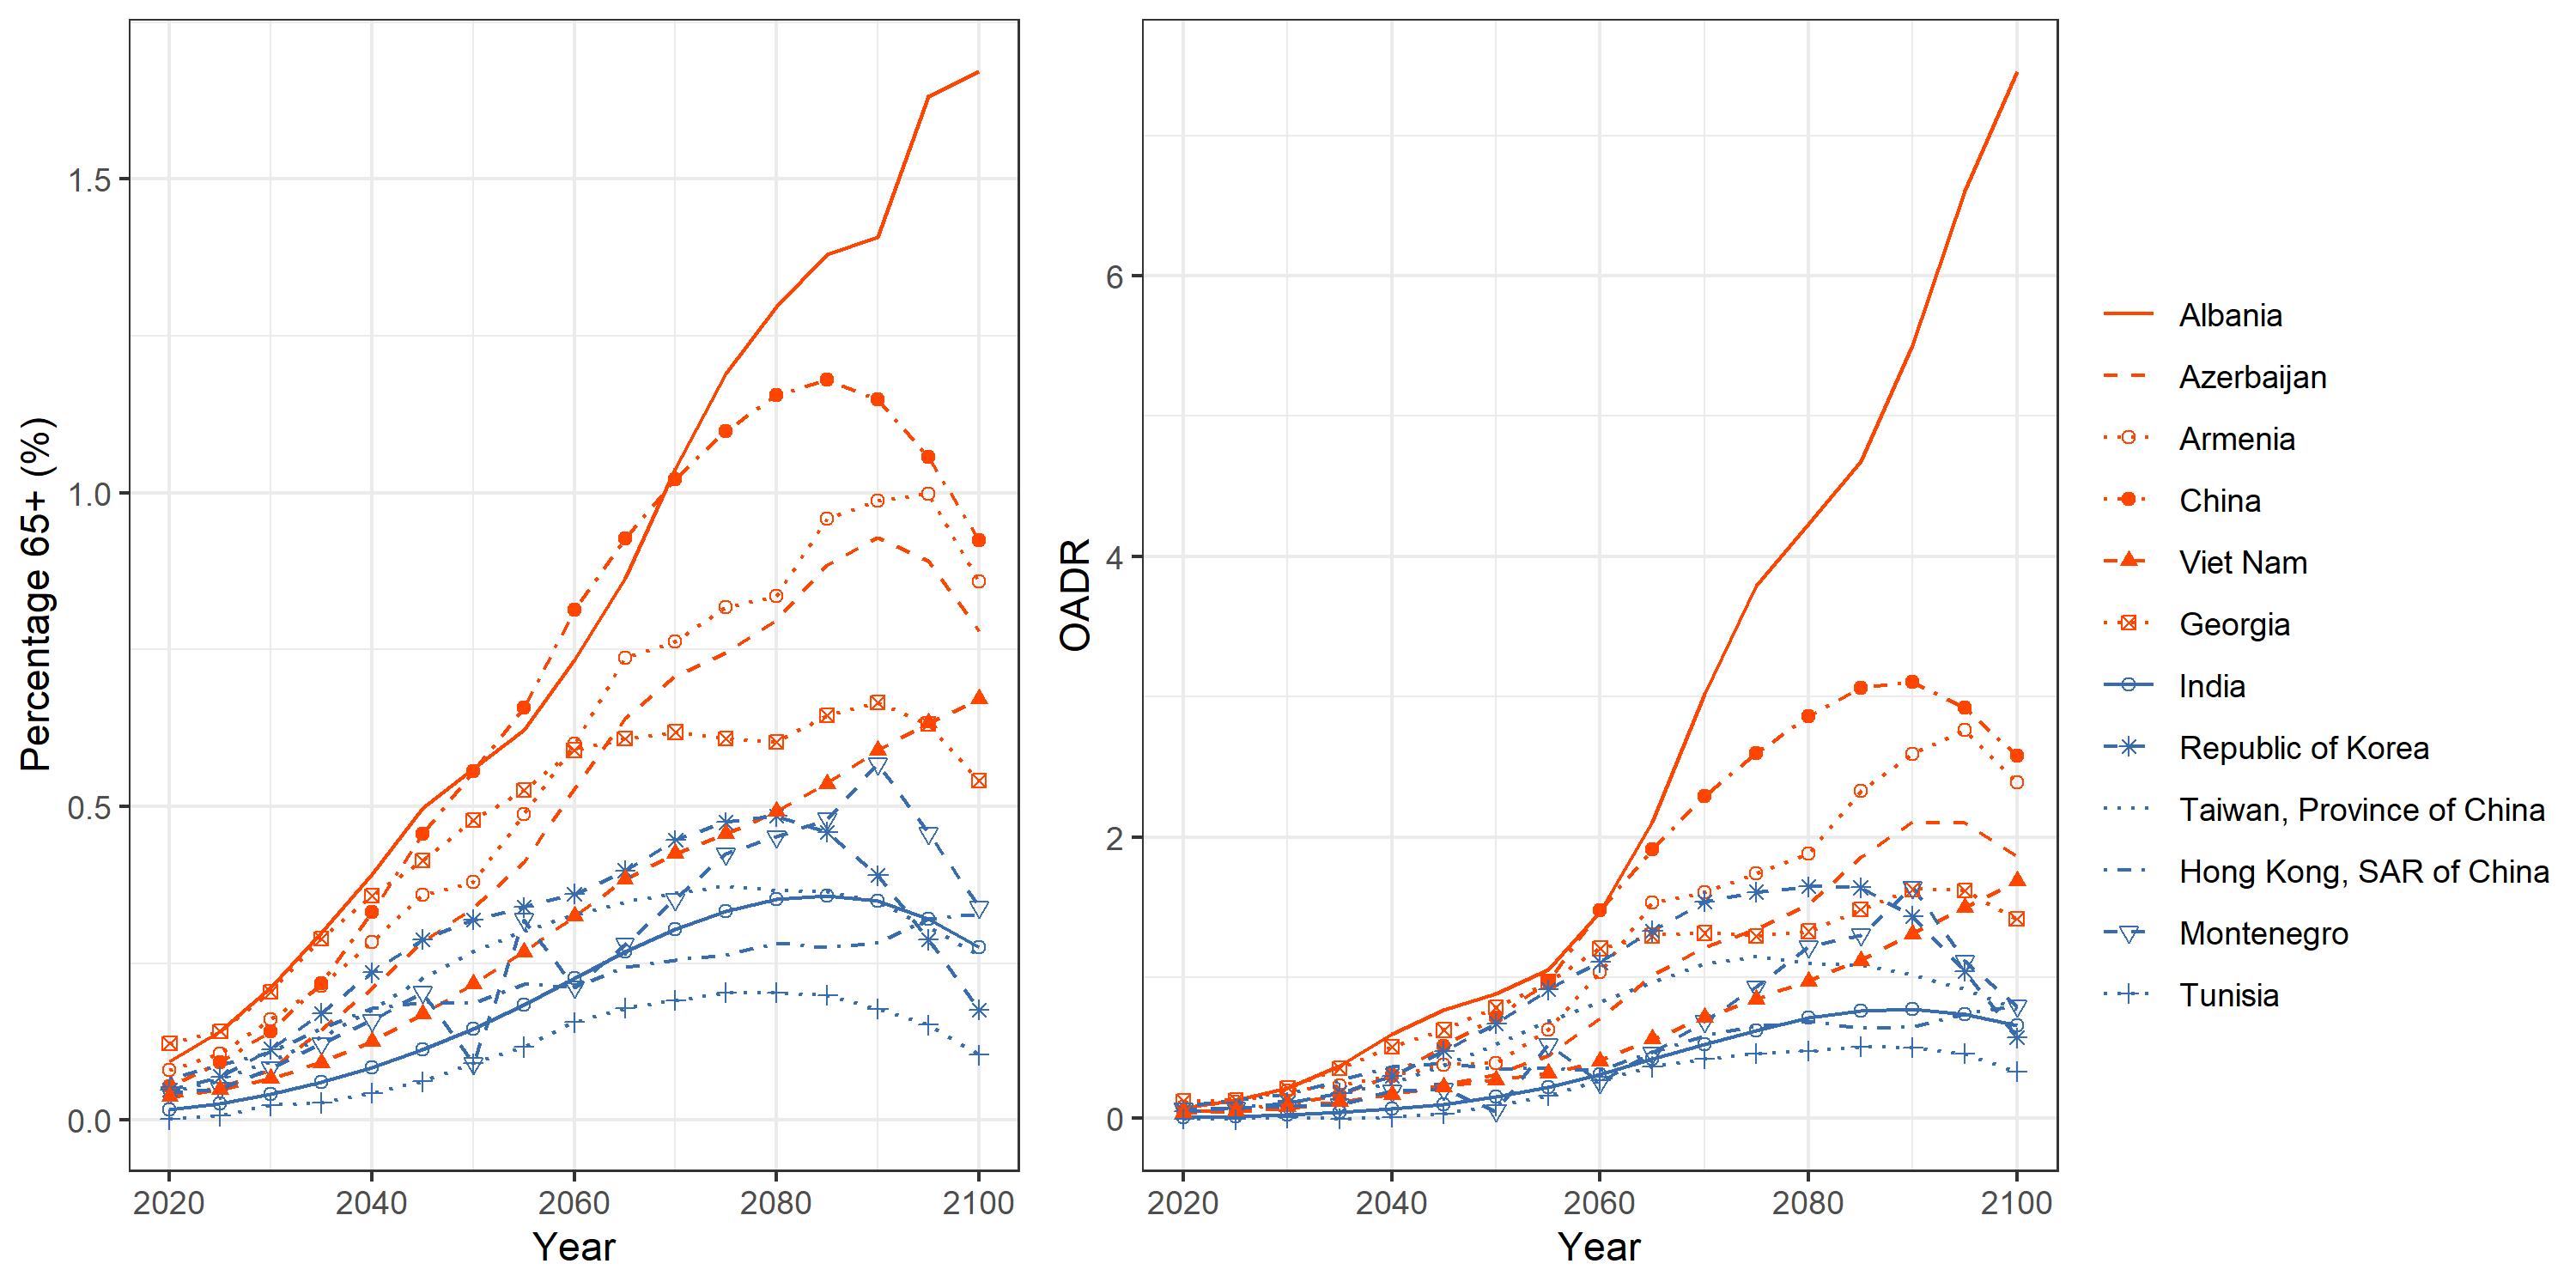 Percentage 65+ (%)
1.5
1.0
0.5
0.0
2020 2040 2060 2080 2100
Year
OADR
6
4
2
0
2020 2040 2060 2080 2100
Year
Albania
Azerbaijan
Armenia
China
Viet Nam
Georgia
India
Republic of Korea
Taiwan, Province of China
Hong Kong, SAR of China
Montenegro
Tunisia